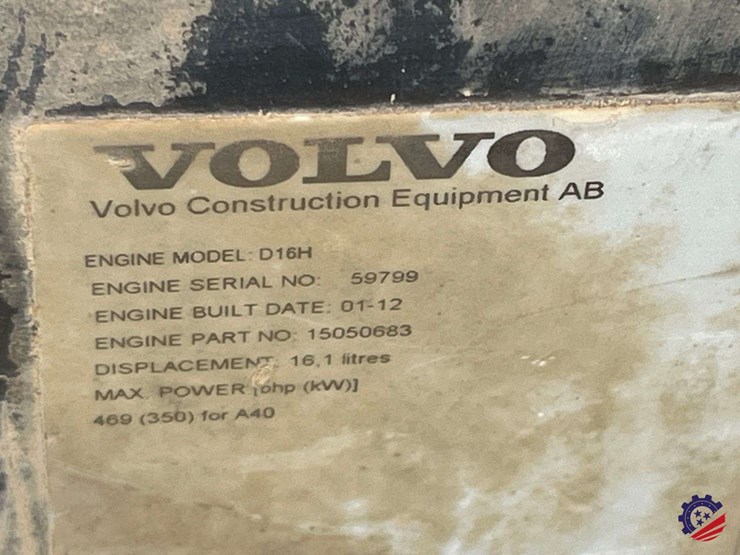 VOLVO
Volvo Construction Equipment AB
ENGINE MODEL: D16H
ENGINE SERIAL NO: 59799
ENGINE BUILT DATE: 01-12
ENGINE PART NO: 15050683
DISPLACEMENT: 16,1 litres
MAX. POWER [bhp (kW)]
469 (350) for A40